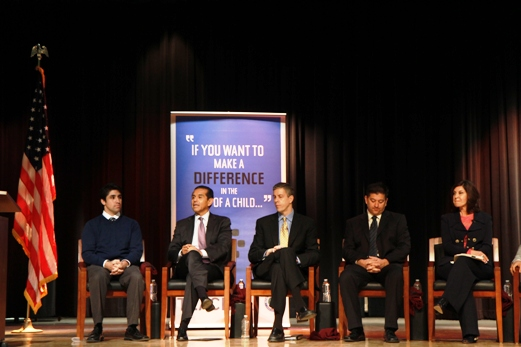 "IF YOU WANT TO
MAKE A
DIFFERENCE
IN THE
OF A CHILD..."